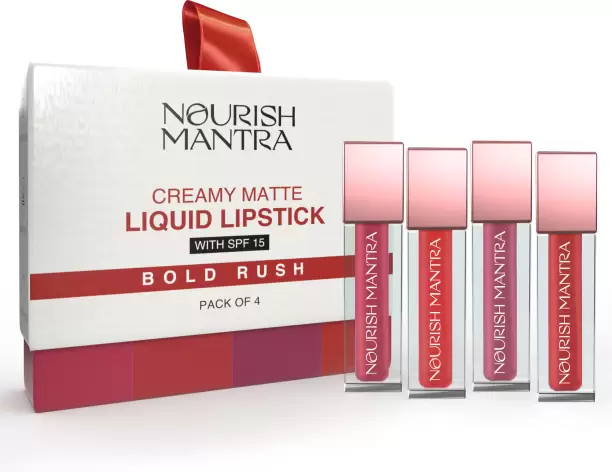 NOURISH
MANTRA
CREAMY MATTE
LIQUID LIPSTICK
WITH SPF 15
BOLD RUSH
PACK OF 4
NOURISH MANTRA
NOURISH MANTRA
NOURISH MANTRA
NOURISH MANTRA